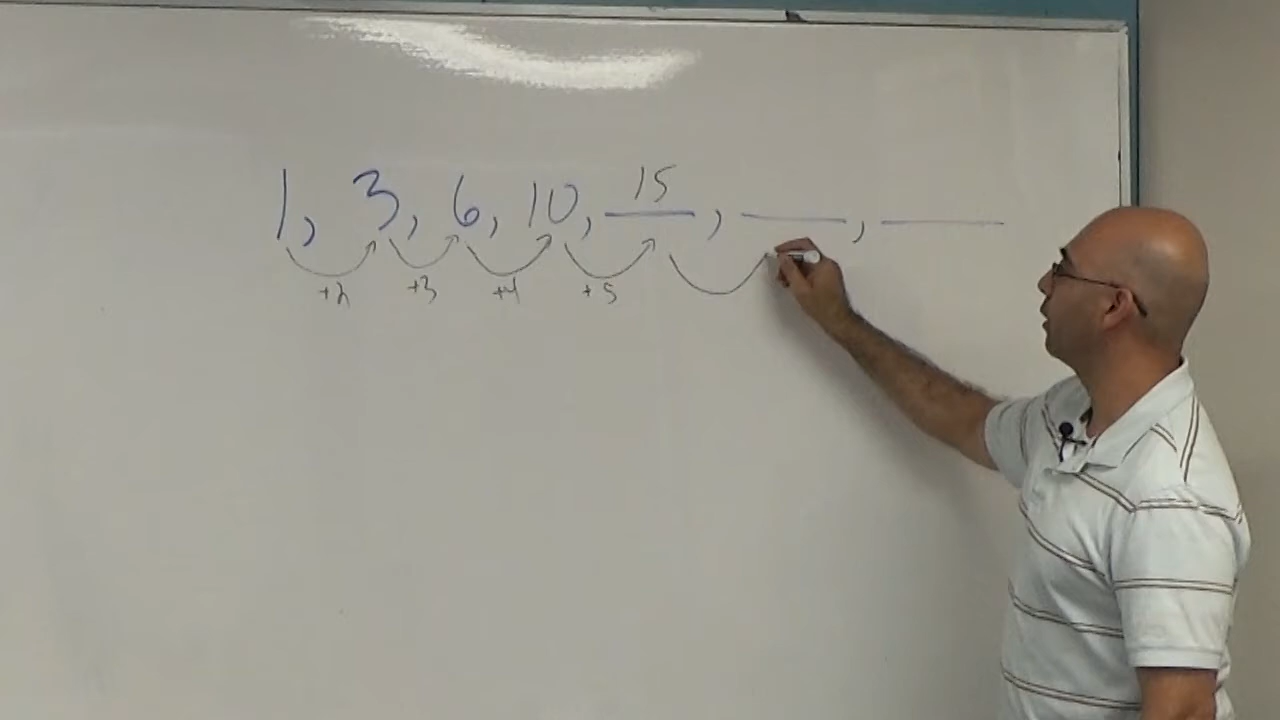 1, 3, 6, 10, 15, ___, ___
+2 +3 +4 +5